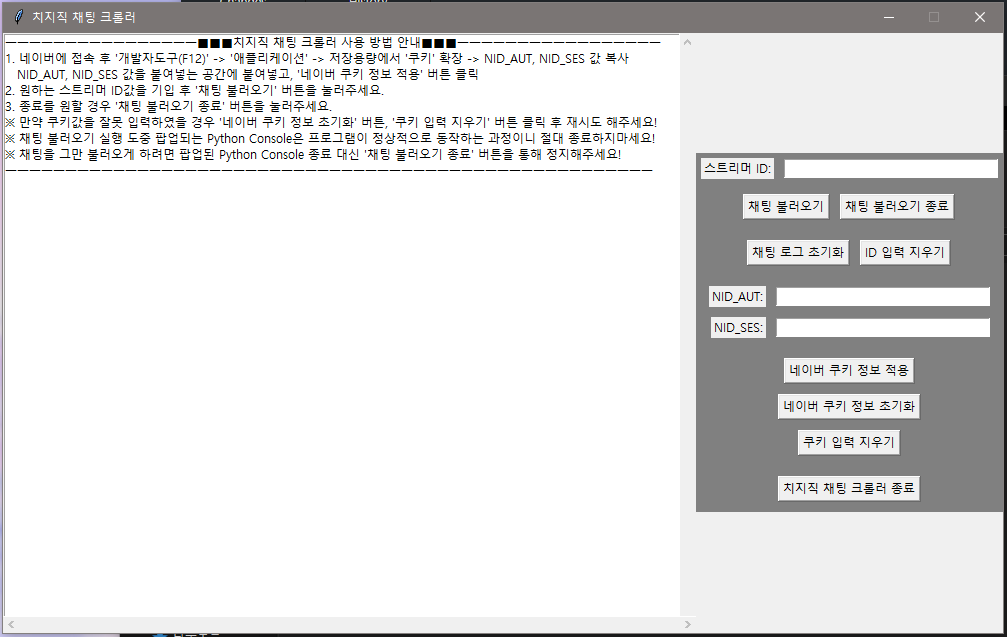 치지직 채팅 크롤러
ㅡㅡㅡㅡㅡㅡㅡㅡㅡㅡㅡㅡㅡㅡㅡㅡ■■■치지직 채팅 크롤러 사용 방법 안내■■■ㅡㅡㅡㅡㅡㅡㅡㅡㅡㅡㅡㅡㅡㅡㅡㅡㅡ
1. 네이버에 접속 후 '개발자도구(F12)' -> '애플리케이션' -> 저장용량에서 '쿠키' 확장 -> NID_AUT, NID_SES 값 복사
NID_AUT, NID_SES 값을 붙여넣는 공간에 붙여넣고, '네이버 쿠키 정보 적용' 버튼 클릭
2. 원하는 스트리머 ID값을 기입 후 '채팅 불러오기' 버튼을 눌러주세요.
3. 종료를 원할 경우 '채팅 불러오기 종료' 버튼을 눌러주세요.
※ 만약 쿠키값을 잘못 입력하였을 경우 '네이버 쿠키 정보 초기화' 버튼, '쿠키 입력 지우기' 버튼 클릭 후 재시도 해주세요!
※ 채팅 불러오기 실행 도중 팝업되는 Python Console은 프로그램이 정상적으로 동작하는 과정이니 절대 종료하지마세요!
※ 채팅을 그만 불러오게 하려면 팝업된 Python Console 종료 대신 '채팅 불러오기 종료' 버튼을 통해 정지해주세요!
ㅡㅡㅡㅡㅡㅡㅡㅡㅡㅡㅡㅡㅡㅡㅡㅡㅡㅡㅡㅡㅡㅡㅡㅡㅡㅡㅡㅡㅡㅡㅡㅡㅡㅡㅡㅡㅡㅡㅡㅡㅡㅡㅡㅡㅡㅡㅡㅡㅡㅡㅡㅡㅡㅡ
스트리머 ID:
채팅 불러오기 채팅 불러오기 종료
채팅 로그 초기화 ID 입력 지우기
NID_AUT:
NID_SES:
네이버 쿠키 정보 적용
네이버 쿠키 정보 초기화
쿠키 입력 지우기
치지직 채팅 크롤러 종료